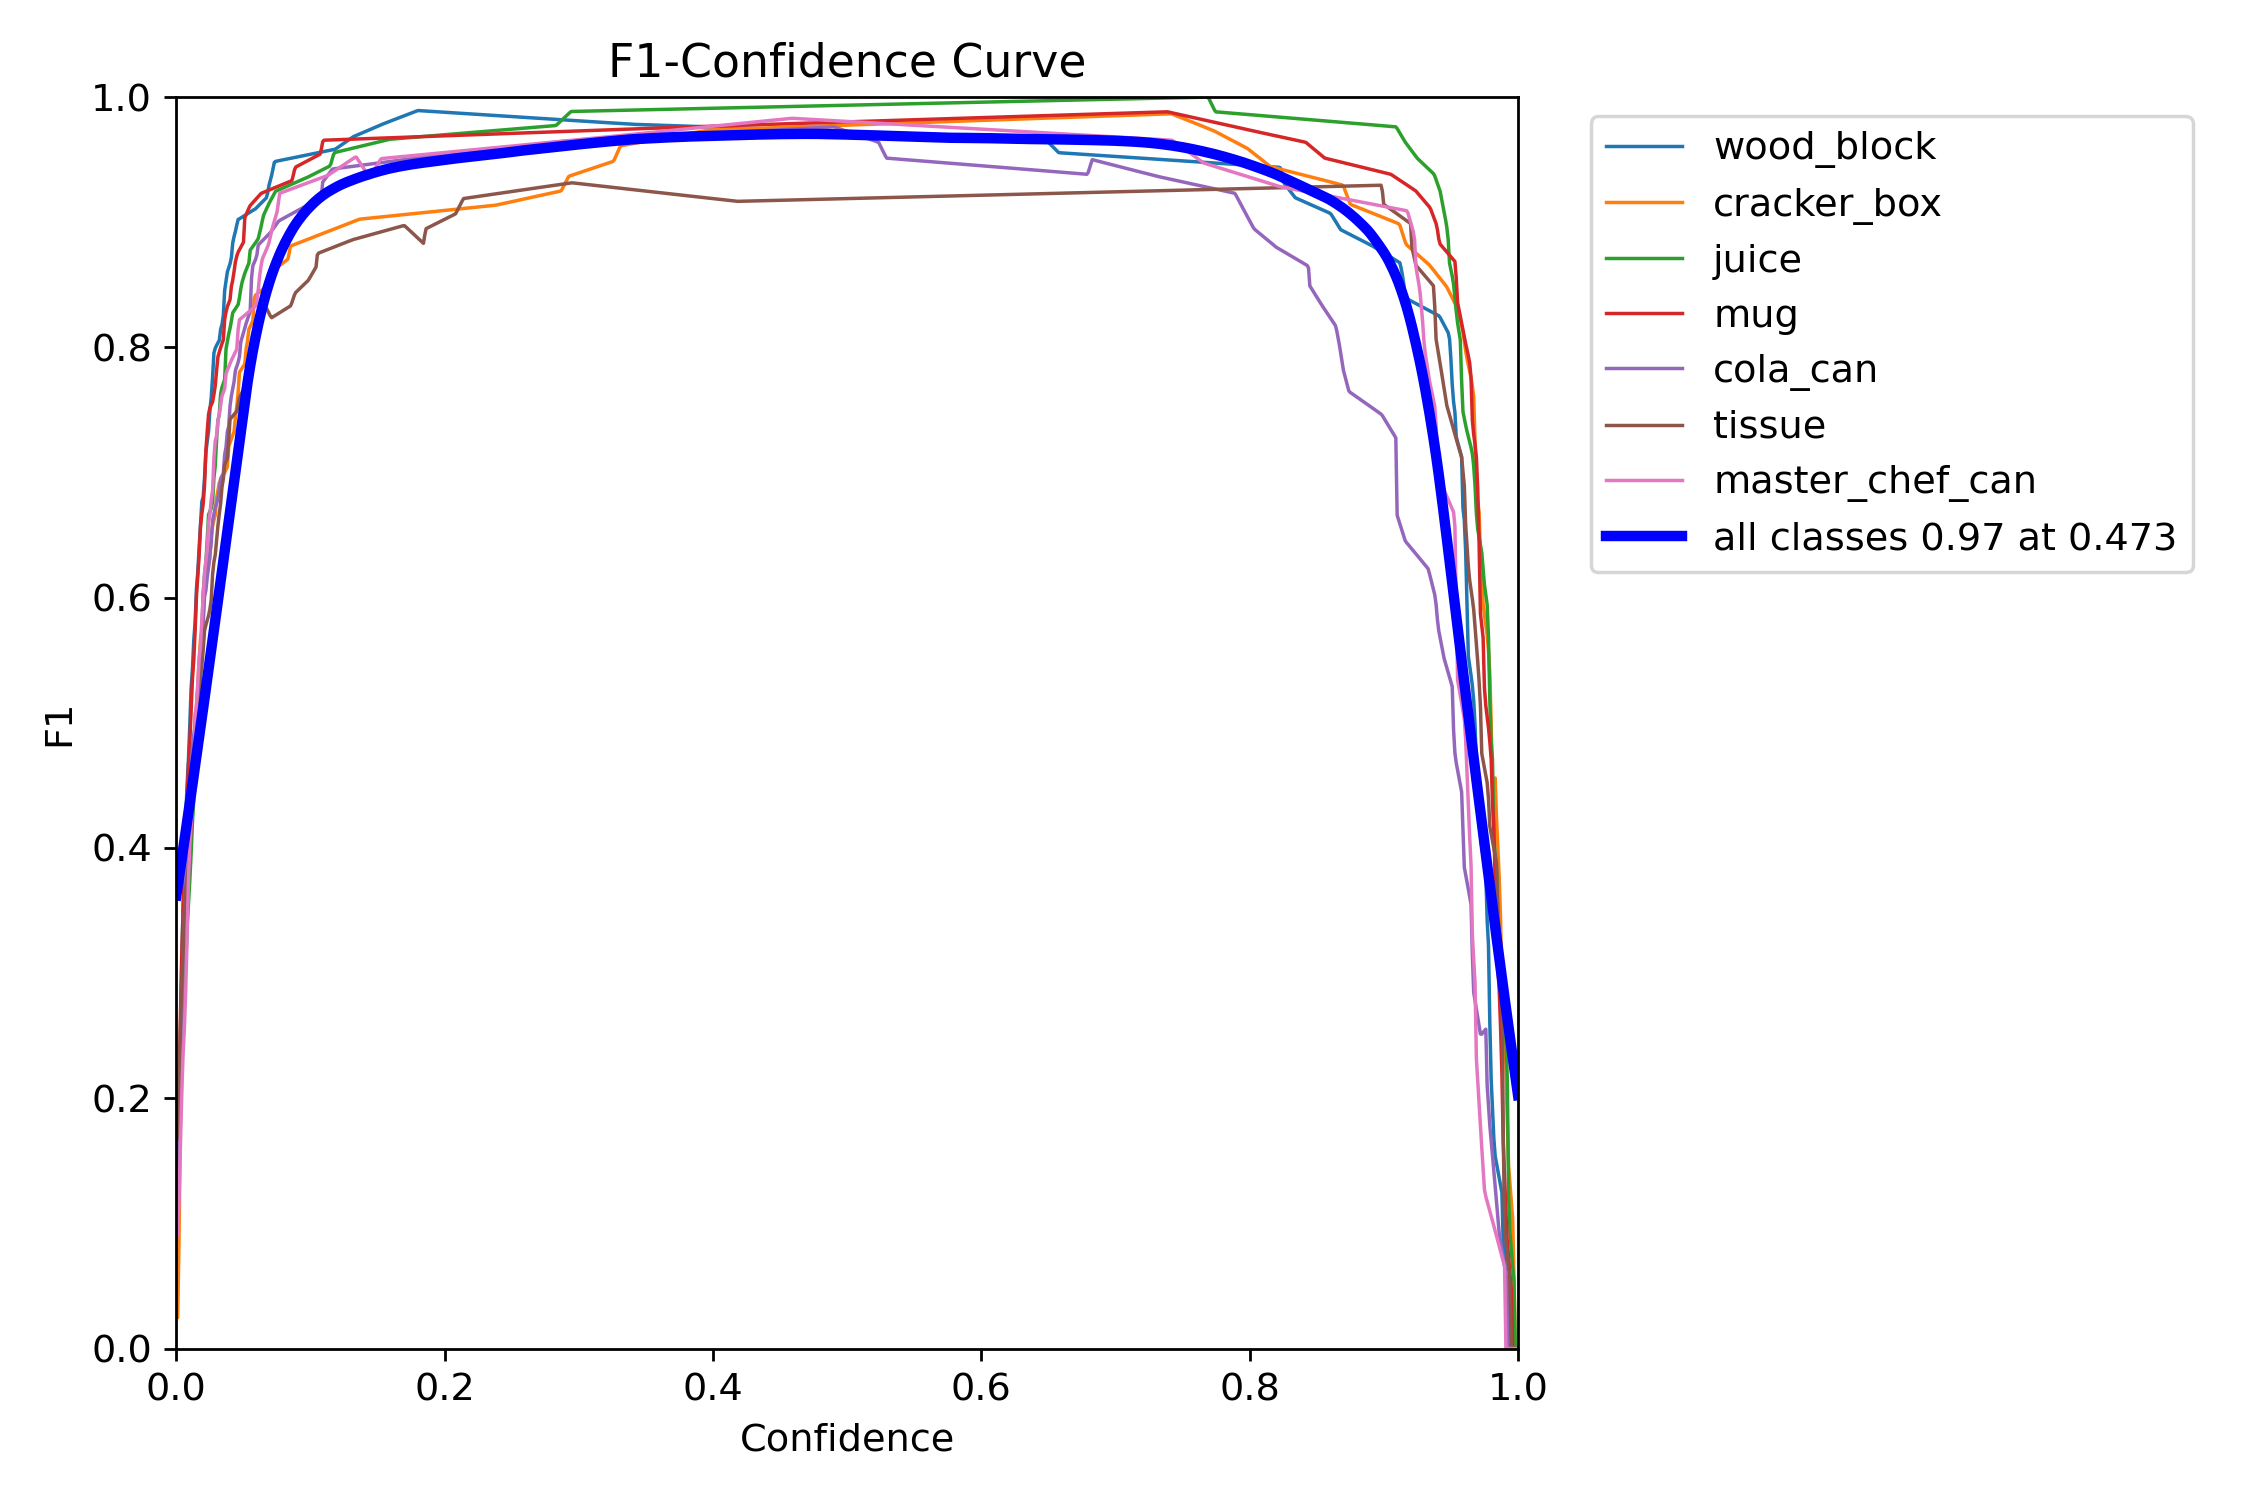 F1-Confidence Curve
1.0
0.8
0.6
0.4
0.2
0.0
F1
0.0 0.2 0.4 0.6 0.8 1.0
Confidence
wood_block
cracker_box
juice
mug
cola_can
tissue
master_chef_can
all classes 0.97 at 0.473